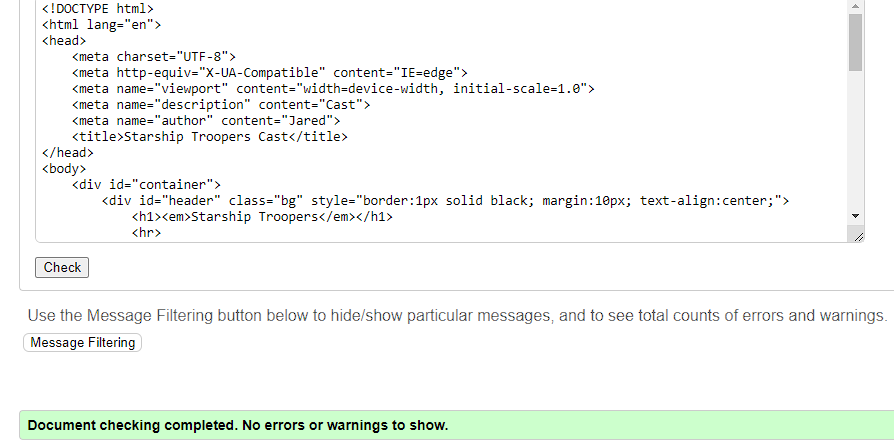 <!DOCTYPE html>
<html lang="en">
<head>
    <meta charset="UTF-8">
    <meta http-equiv="X-UA-Compatible" content="IE=edge">
    <meta name="viewport" content="width=device-width, initial-scale=1.0">
    <meta name="description" content="Cast">
    <meta name="author" content="Jared">
    <title>Starship Troopers Cast</title>
</head>
<body>
    <div id="container">
        <div id="header" class="bg" style="border:1px solid black; margin:10px; text-align:center;">
            <h1><em>Starship Troopers</em></h1>
            <hr>
Check
Use the Message Filtering button below to hide/show particular messages, and to see total counts of errors and warnings.
Message Filtering
Document checking completed. No errors or warnings to show.